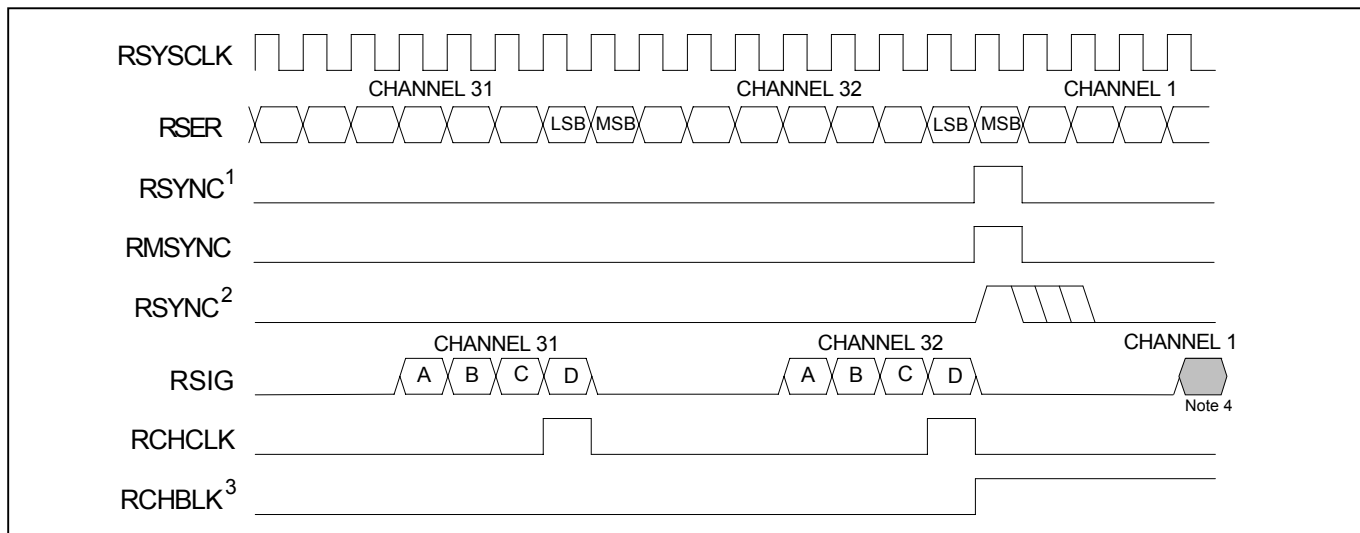 RSYSCLK
CHANNEL 31 CHANNEL 32 CHANNEL 1
RSER LSB MSB LSB MSB
RSYNC1
RMSYNC
RSYNC2
CHANNEL 31 CHANNEL 32 CHANNEL 1
RSIG A B C D A B C D
Note 4
RCHCLK
RCHBLK3